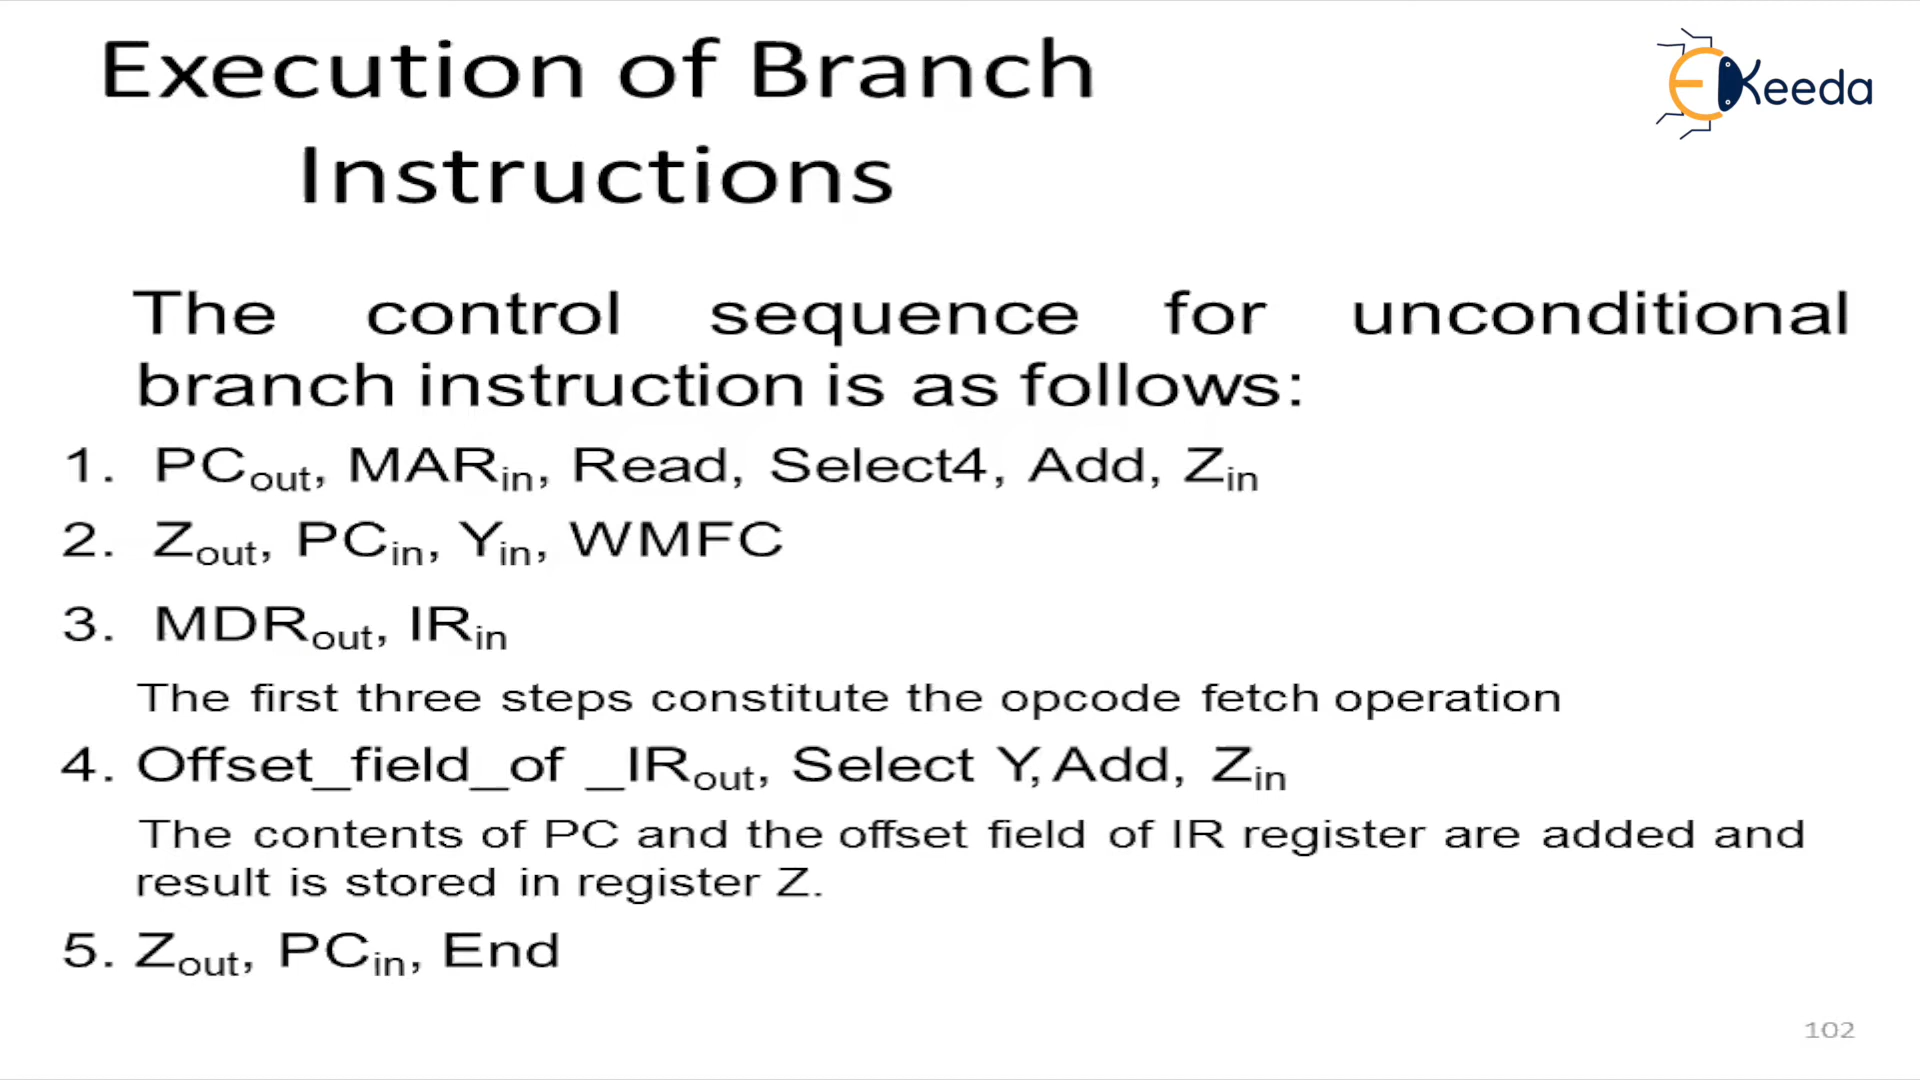 Execution of Branch
Instructions
EKeeda
The control sequence for unconditional
branch instruction is as follows:
1. PCout, MARin, Read, Select4, Add, Zin
2. Zout, PCin, Yin, WMFC
3. MDRout, IRin
The first three steps constitute the opcode fetch operation
4. Offset_field_of _IRout, Select Y, Add, Zin
The contents of PC and the offset field of IR register are added and
result is stored in register Z.
5. Zout, PCin, End
102